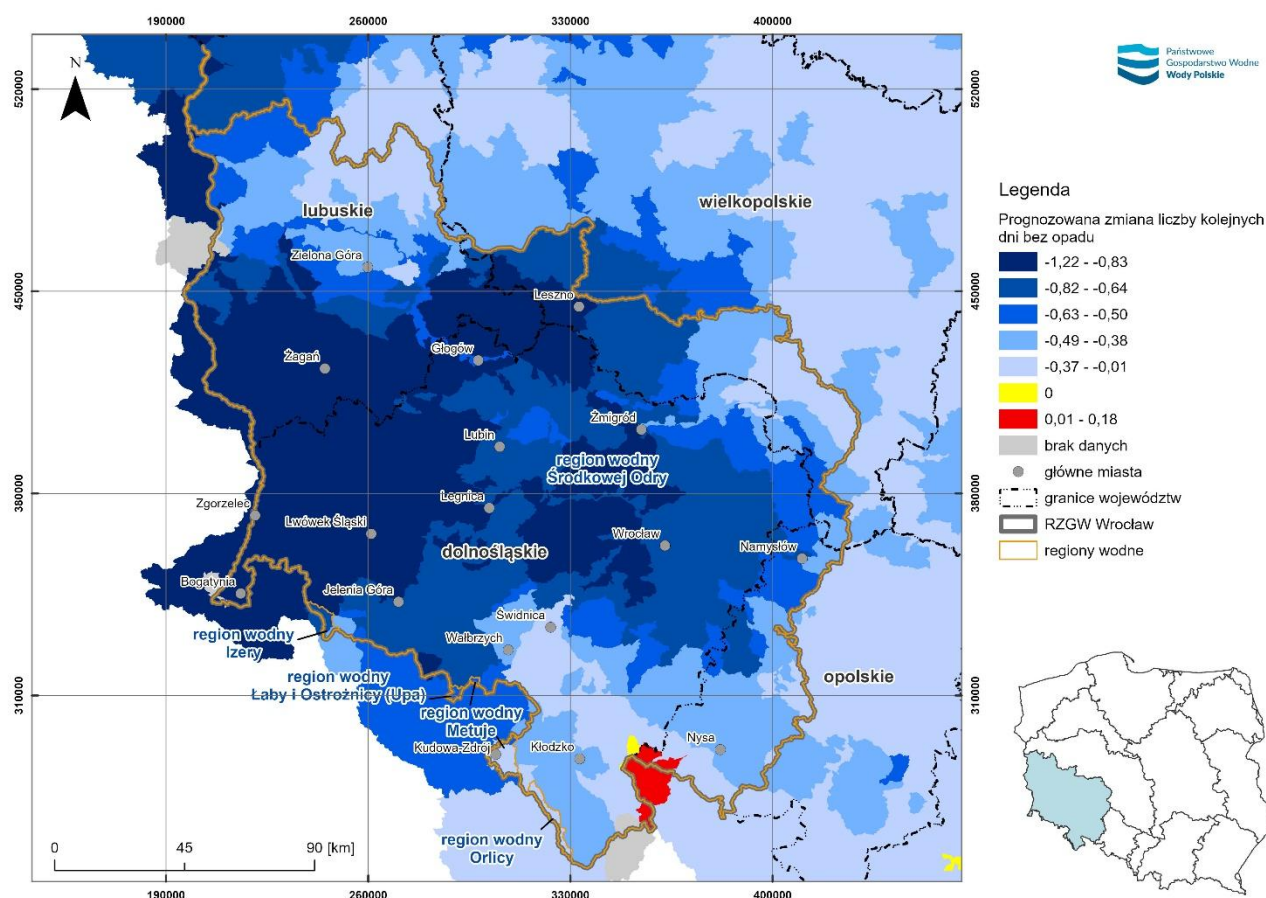 190000 260000 330000 400000
N
520000 520000
Państwowe
Gospodarstwo Wodne
Wody Polskie
Legenda
Prognozowana zmiana liczby kolejnych
dni bez opadu
-1,22 - -0,83
-0,82 - -0,64
-0,63 - -0,50
-0,49 - -0,38
-0,37 - -0,01
0
0,01 - 0,18
brak danych
główne miasta
granice województw
RZGW Wrocław
regiony wodne
wielkopolskie
lubuskie
Zielona Góra
450000 450000
Leszno
Głogów
Żagań
Żmigród
Lubin
region wodny
Środkowej Odry
380000 380000
Legnica
Zgorzelec
Lwówek Śląski
Wrocław
Namysłów
dolnośląskie
Bogatynia
Jelenia Góra
Świdnica
region wodny
Izery
Wałbrzych
region wodny
Łaby i Ostrożnicy (Upa)
opolskie
310000 310000
region wodny
Metuje
Kudowa-Zdrój
Kłodzko
Nysa
region wodny
Orlicy
0 45 90 [km]
190000 260000 330000 400000